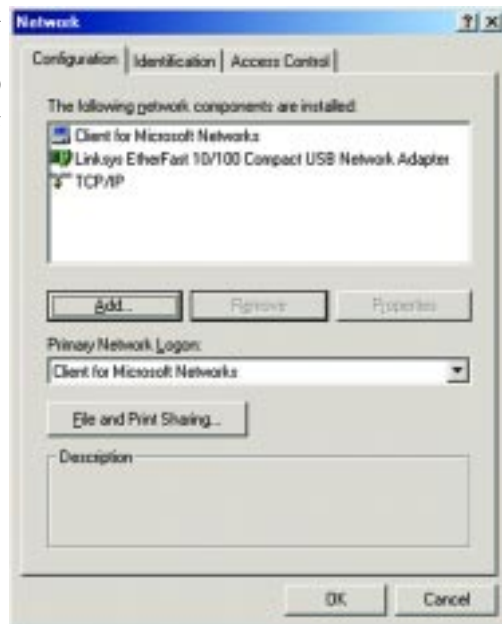 Network
Configuration Identification Access Control
The following network components are installed:
Client for Microsoft Networks
Linksys EtherFast 10/100 Compact USB Network Adapter
TCP/IP
Add... Remove Properties
Primary Network Logon:
Client for Microsoft Networks
File and Print Sharing...
Description
OK Cancel